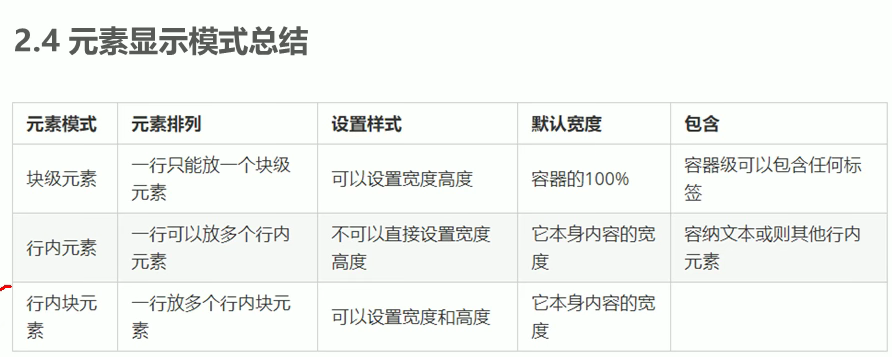 2.4 元素显示模式总结
元素模式 元素排列 设置样式 默认宽度 包含
块级元素 一行只能放一个块级元素 可以设置宽度高度 容器的100% 容器级可以包含任何标签
行内元素 一行可以放多个行内元素 不可以直接设置宽度高度 它本身内容的宽度 容纳文本或则其他行内元素
行内块元素 一行放多个行内块元素 可以设置宽度和高度 它本身内容的宽度